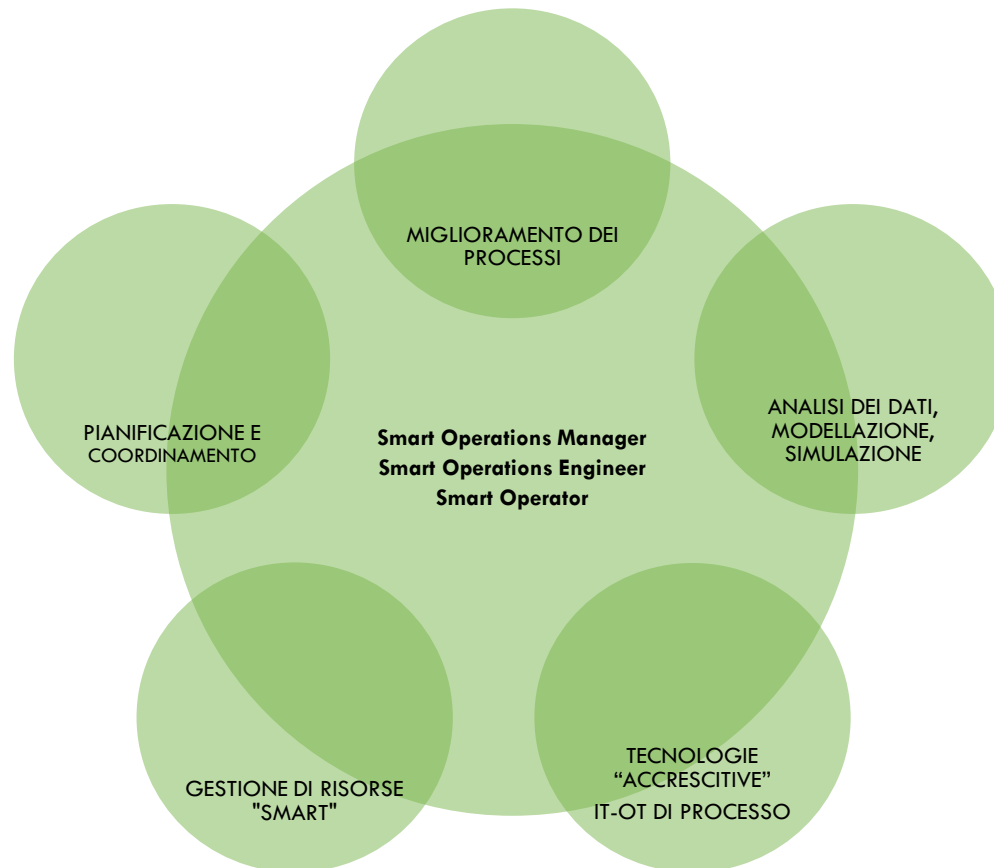 MIGLIORAMENTO DEI
PROCESSI
ANALISI DEI DATI,
MODELLAZIONE,
SIMULAZIONE
PIANIFICAZIONE E
COORDINAMENTO
Smart Operations Manager
Smart Operations Engineer
Smart Operator
TECNOLOGIE
“ACCRESCITIVE”
IT-OT DI PROCESSO
GESTIONE DI RISORSE
"SMART"